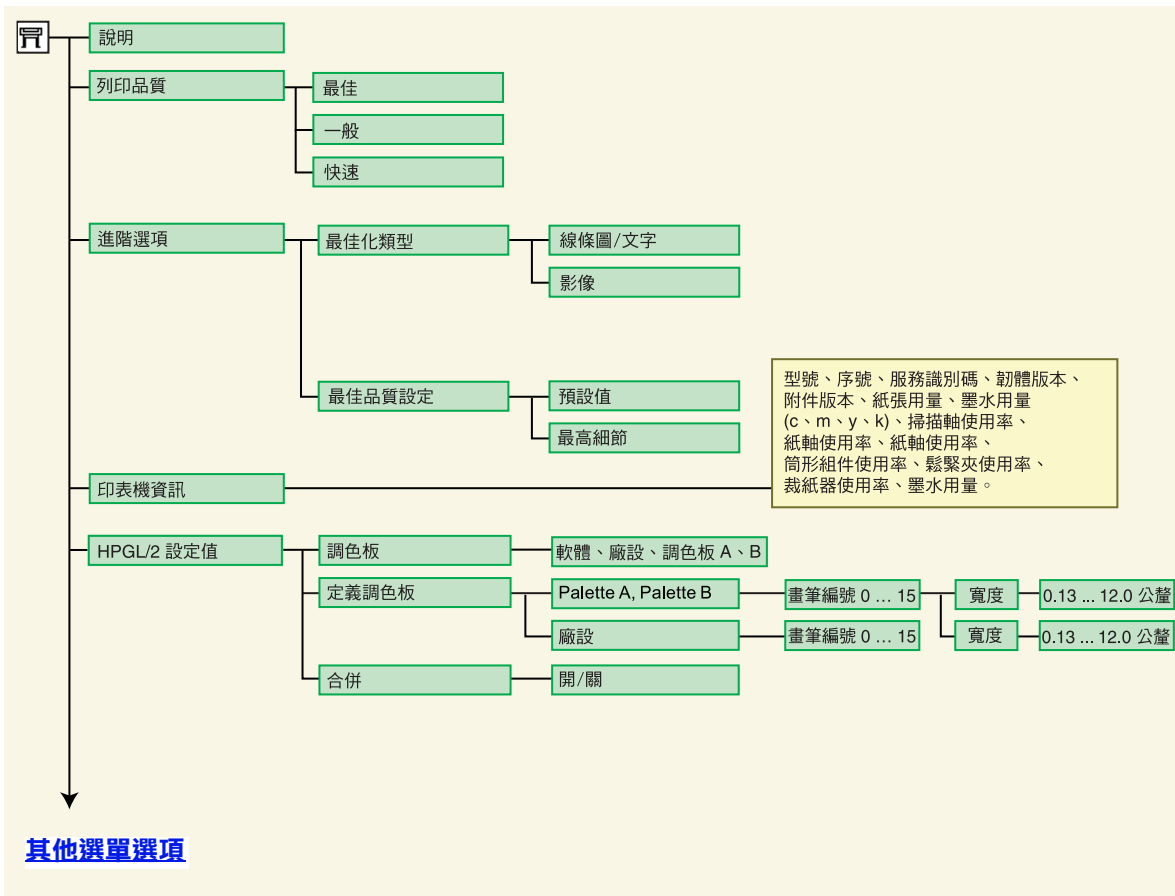 說明
列印品質
最佳
一般
快速
進階選項
最佳化類型
線條圖/文字
影像
最佳品質設定
預設值
最高細節
型號、序號、服務識別碼、韌體版本、
附件版本、紙張用量、墨水用量
(c、m、y、k)、掃描軸使用率、
紙軸使用率、紙軸使用率、
筒形組件使用率、鬆緊夾使用率、
裁紙器使用率、墨水用量。
印表機資訊
HPGL/2 設定值
調色板
軟體、廠設、調色板 A、B
定義調色板
Palette A, Palette B
畫筆編號 0 ... 15
寬度
0.13 ... 12.0 公釐
廠設
畫筆編號 0 ... 15
寬度
0.13 ... 12.0 公釐
合併
開/關
其他選單選項